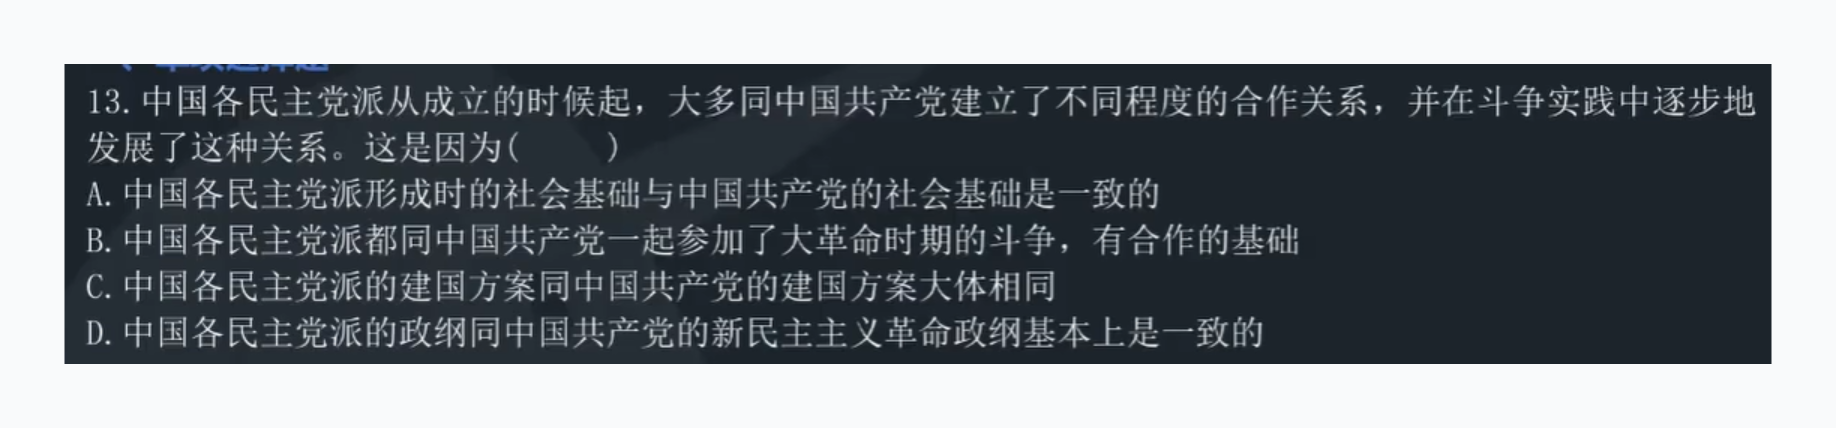 13.中国各民主党派从成立的时候起，大多同中国共产党建立了不同程度的合作关系，并在斗争实践中逐步地
发展了这种关系。这是因为(　　)
A.中国各民主党派形成时的社会基础与中国共产党的社会基础是一致的
B.中国各民主党派都同中国共产党一起参加了大革命时期的斗争，有合作的基础
C.中国各民主党派的建国方案同中国共产党的建国方案大体相同
D.中国各民主党派的政纲同中国共产党的新民主主义革命政纲基本上是一致的